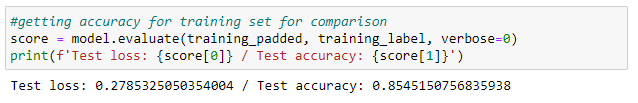 #getting accuracy for training set for comparison
score = model.evaluate(training_padded, training_label, verbose=0)
print(f'Test loss: {score[0]} / Test accuracy: {score[1]}')
Test loss: 0.2785325050354004 / Test accuracy: 0.8545150756835938